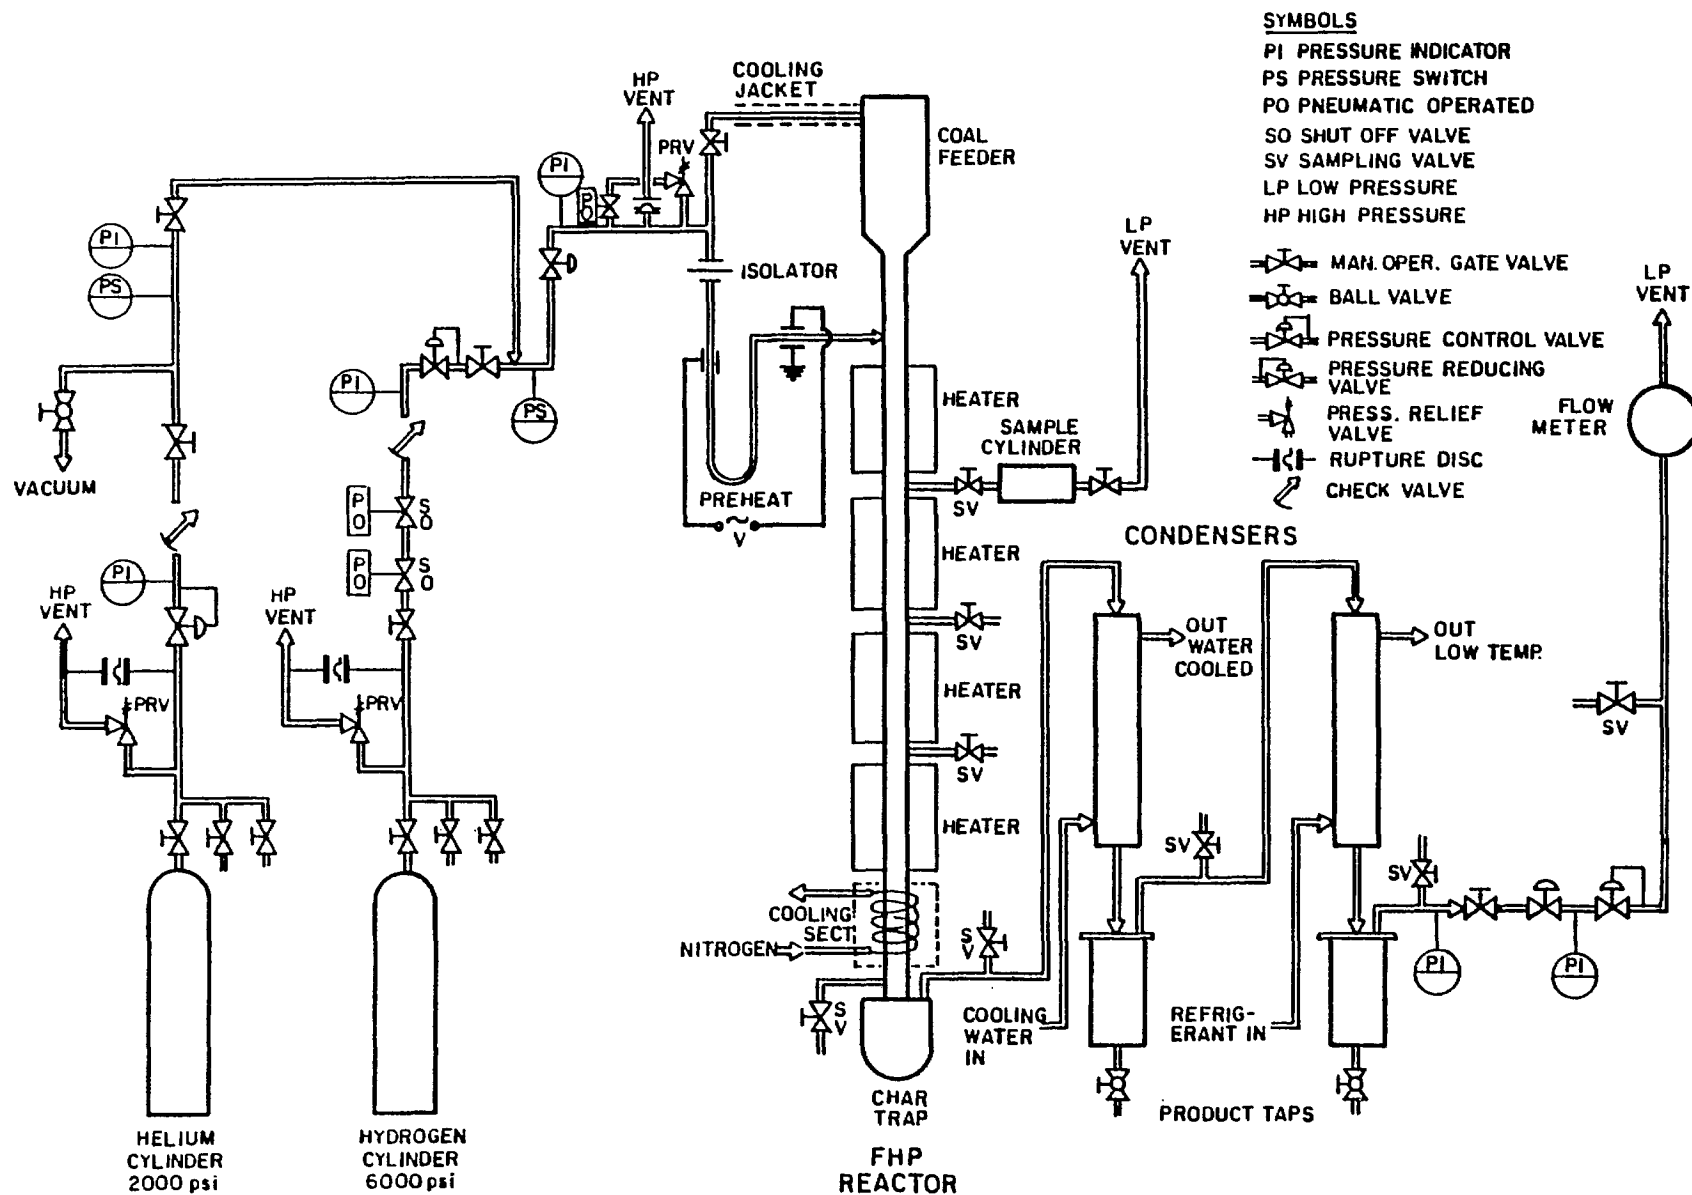 SYMBOLS
PI PRESSURE INDICATOR
PS PRESSURE SWITCH
PO PNEUMATIC OPERATED
SO SHUT OFF VALVE
SV SAMPLING VALVE
LP LOW PRESSURE
HP HIGH PRESSURE
MAN. OPER. GATE VALVE
BALL VALVE
PRESSURE CONTROL VALVE
PRESSURE REDUCING
VALVE
PRESS. RELIEF
VALVE
RUPTURE DISC
CHECK VALVE
COOLING
JACKET
HP
VENT
PRV
PI
PO
COAL
FEEDER
PI
PS
ISOLATOR
LP
VENT
LP
VENT
PI
PS
HEATER
SAMPLE
CYLINDER
FLOW
METER
VACUUM
PREHEAT
V
SV
PO
SO
PO
SO
CONDENSERS
HEATER
PI
HP
VENT
HP
VENT
SV
OUT
WATER
COOLED
OUT
LOW TEMP.
PRV
PRV
HEATER
SV
SV
HEATER
SV
SV
COOLING
SECT
NITROGEN
SV
PI
PI
SV
COOLING
WATER
IN
REFRIG-
ERANT IN
CHAR
TRAP
PRODUCT TAPS
HELIUM
CYLINDER
2000 psi
HYDROGEN
CYLINDER
6000 psi
FHP
REACTOR